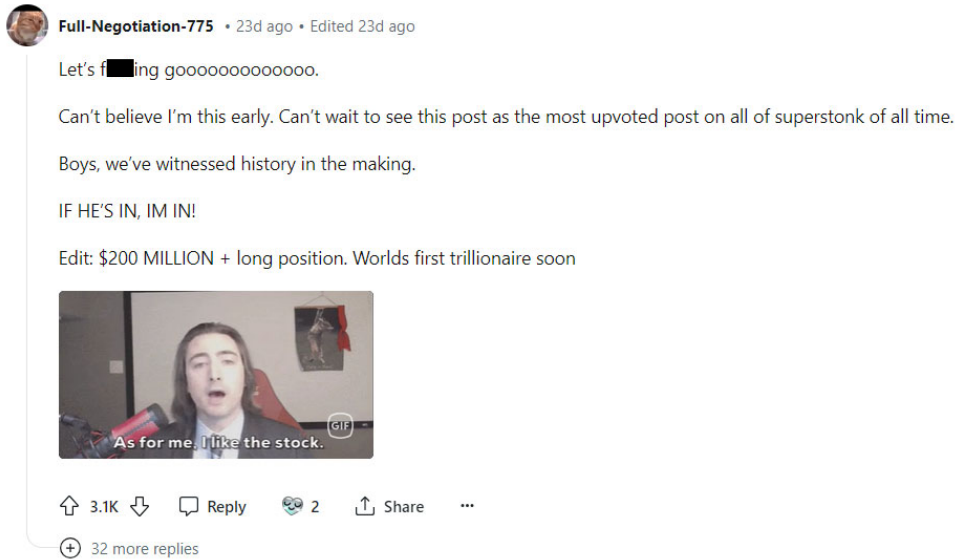 Full-Negotiation-775 • 23d ago • Edited 23d ago
Let's f ing gooooooooooooo.
Can't believe I'm this early. Can't wait to see this post as the most upvoted post on all of superstonk of all time.
Boys, we've witnessed history in the making.
IF HE'S IN, IM IN!
Edit: $200 MILLION + long position. Worlds first trillionaire soon
GIF
As for me, I like the stock.
3.1K Reply 2 Share ...
32 more replies